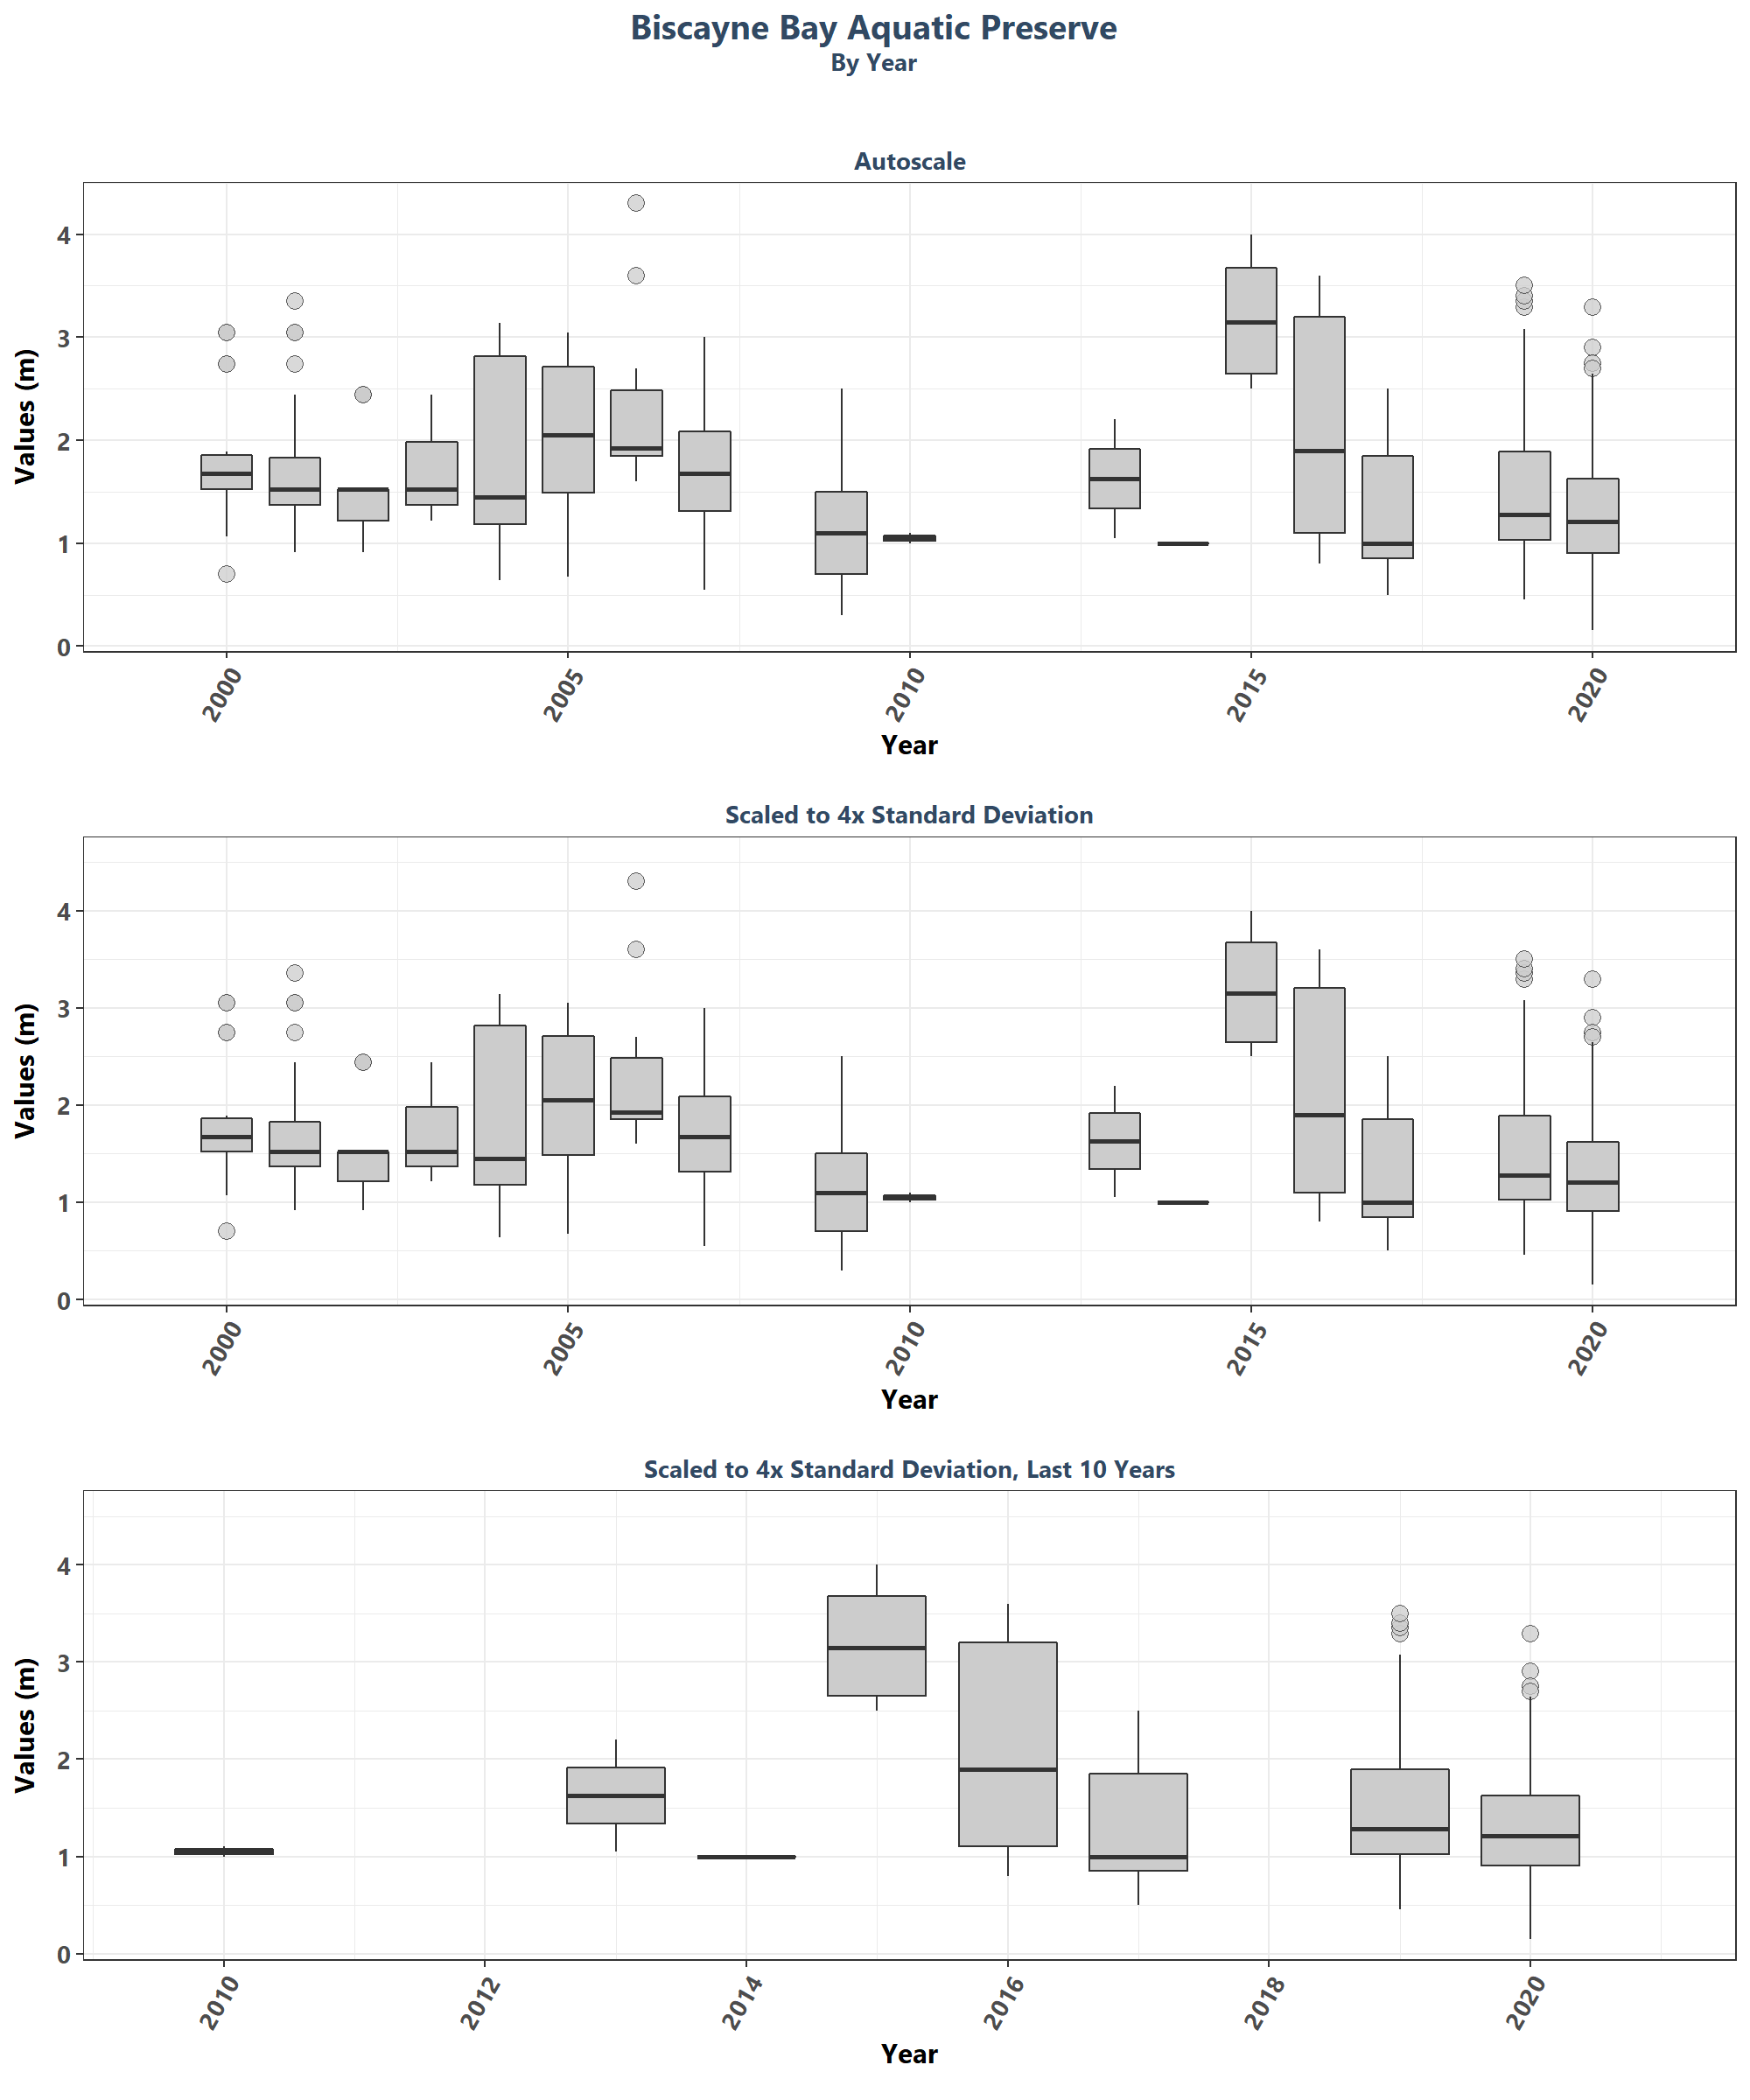 Biscayne Bay Aquatic Preserve
By Year
Autoscale
Values (m)
4
3
2
1
0
2000 2005 2010 2015 2020
Year
Scaled to 4x Standard Deviation
Values (m)
4
3
2
1
0
2000 2005 2010 2015 2020
Year
Scaled to 4x Standard Deviation, Last 10 Years
Values (m)
4
3
2
1
0
2010 2012 2014 2016 2018 2020
Year